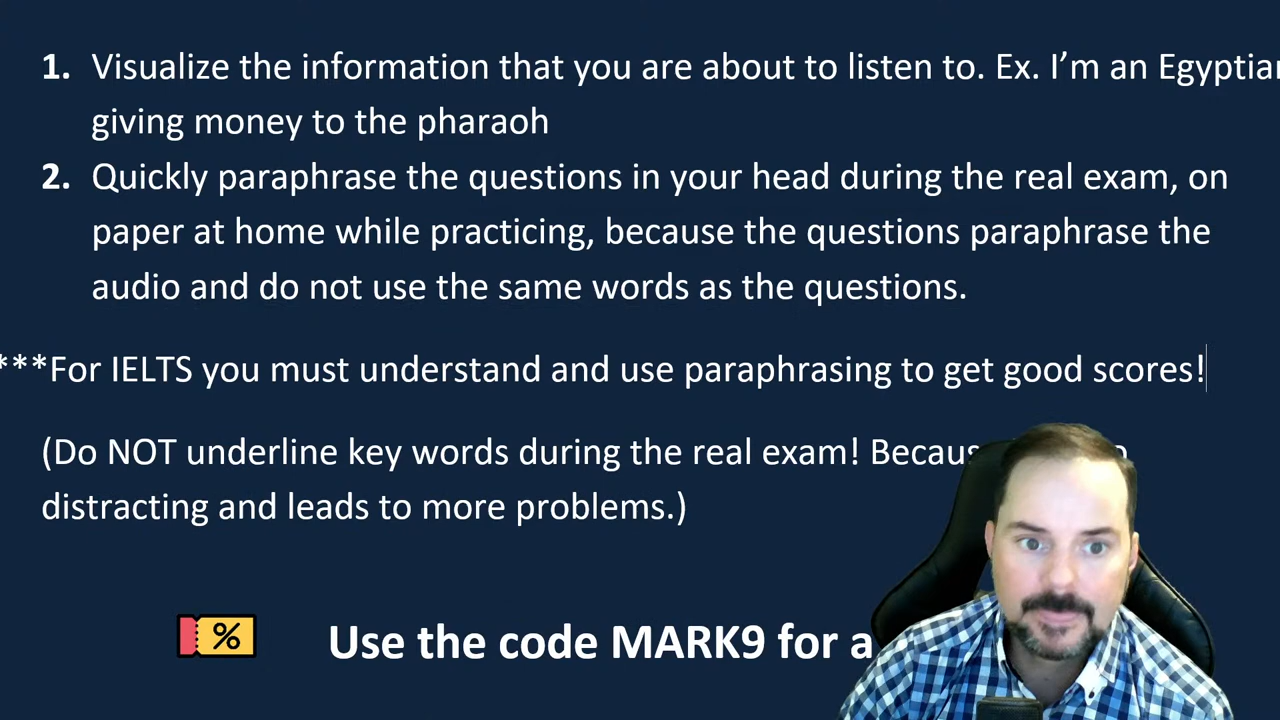 1. Visualize the information that you are about to listen to. Ex. I’m an
giving money to the pharaoh
2. Quickly paraphrase the questions in your head during the real exam, on
paper at home while practicing, because the questions paraphrase the
audio and do not use the same words as the questions.
***For IELTS you must understand and use paraphrasing to get good scores!
(Do NOT underline key words during the real exam!
distracting and leads to more problems.)
%
Use the code MARK9 for a